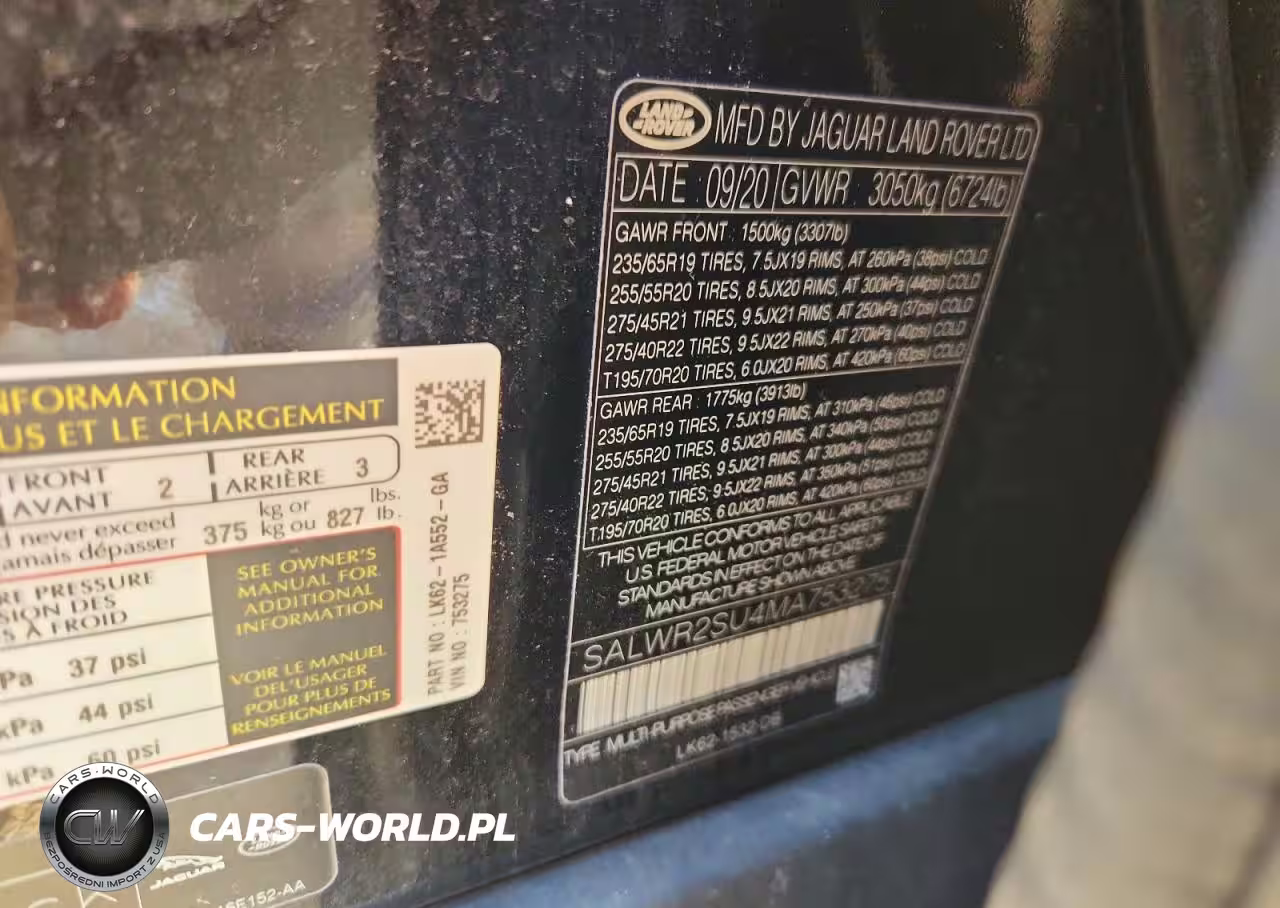 NFORMATION
US ET LE CHARGEMENT
FRONT
AVANT 2
REAR
ARRIÈRE 3
d never exceed
amais dépasser 375 kg or
kg ou 827 lbs.
lb.
RE PRESSURE
SION DES
S À FROID
Pa 37 psi
kPa 44 psi
kPa 60 psi
SEE OWNER'S
MANUAL FOR
ADDITIONAL
INFORMATION
VOIR LE MANUEL
DE L'USAGER
POUR PLUS DE
RENSEIGNEMENTS
PART NO : LK62-1A552-GA
VIN NO : 753275
LAND
ROVER
MFD BY JAGUAR LAND ROVER LTD
DATE : 09/20 GVWR : 3050kg (6724lb)
GAWR FRONT : 1500kg (3307lb)
235/65R19 TIRES, 7.5JX19 RIMS, AT 260kPa (38psi) COLD
255/55R20 TIRES, 8.5JX20 RIMS, AT 300kPa (44psi) COLD
275/45R21 TIRES, 9.5JX21 RIMS, AT 250kPa (37psi) COLD
275/40R22 TIRES, 9.5JX22 RIMS, AT 270kPa (40psi) COLD
T195/70R20 TIRES, 6.0JX20 RIMS, AT 420kPa (60psi) COLD
GAWR REAR : 1775kg (3913lb)
235/65R19 TIRES, 7.5JX19 RIMS, AT 310kPa (46psi) COLD
255/55R20 TIRES, 8.5JX20 RIMS, AT 340kPa (50psi) COLD
275/45R21 TIRES, 9.5JX21 RIMS, AT 300kPa (44psi) COLD
275/40R22 TIRES, 9.5JX22 RIMS, AT 350kPa (51psi) COLD
T195/70R20 TIRES, 6.0JX20 RIMS, AT 420kPa (60psi) COLD
THIS VEHICLE CONFORMS TO ALL APPLICABLE
U.S. FEDERAL MOTOR VEHICLE SAFETY
STANDARDS IN EFFECT ON THE DATE OF
MANUFACTURE SHOWN ABOVE
SALWR2SU4MA753275
TYPE MULTI-PURPOSE PASSENGER VEHICLE
LK62-1532-DB
CARS-WORLD
CW
BEZPOŚREDNI IMPORT Z USA
CARS-WORLD.PL
JAGUAR
LAND
ROVER